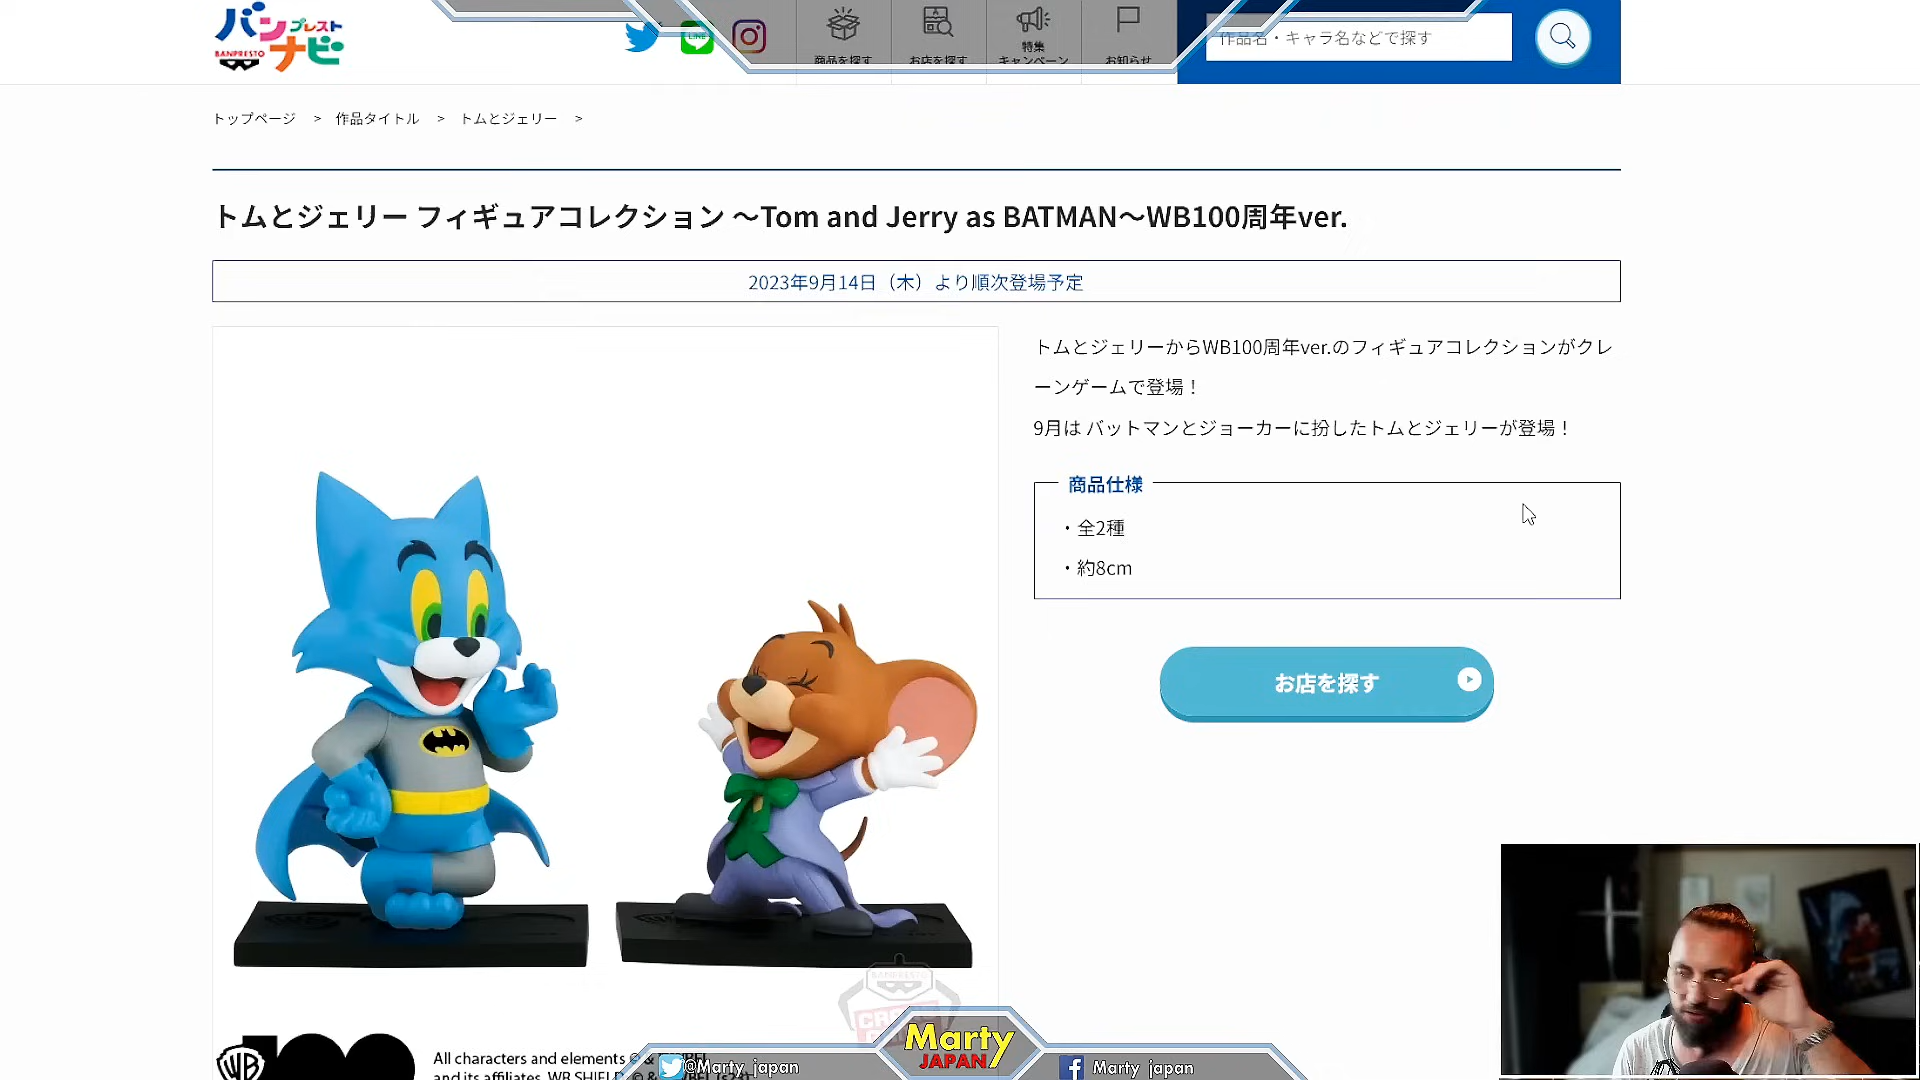 バンプレスト
ナビ
BANPRESTO
LINE
商品を探す
お店を探す
特集
キャンペーン
お知らせ
作品名・キャラ名などで探す
トップページ > 作品タイトル > トムとジェリー >
トムとジェリー フィギュアコレクション ～Tom and Jerry as BATMAN～WB100周年ver.
2023年9月14日（木）より順次登場予定
トムとジェリーからWB100周年ver.のフィギュアコレクションがクレ
ーンゲームで登場！
9月は バットマンとジョーカーに扮したトムとジェリーが登場！
商品仕様
・全2種
・約8cm
お店を探す
BANPRESTO
WB 100
All characters and elements © &
and its affiliates. WB SHIELD: © &
Marty
JAPAN
@Marty_japan
Marty_japan